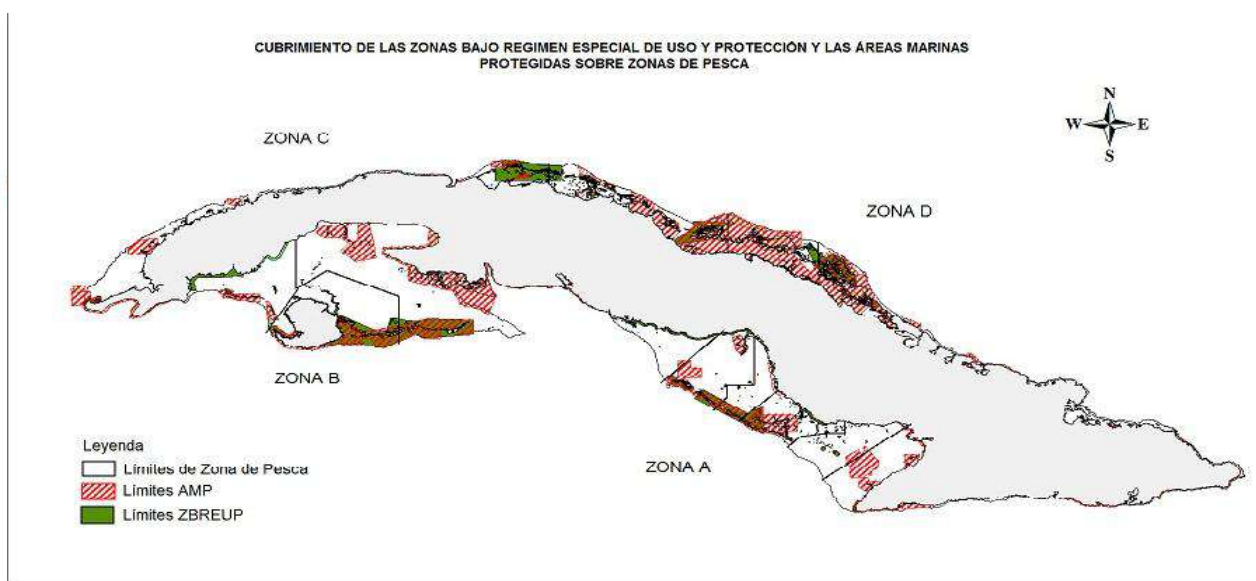 CUBRIMIENTO DE LAS ZONAS BAJO REGIMEN ESPECIAL DE USO Y PROTECCIÓN Y LAS ÁREAS MARINAS
PROTEGIDAS SOBRE ZONAS DE PESCA
N
W E
S
ZONA C
ZONA D
ZONA B
ZONA A
Leyenda
Límites de Zona de Pesca
Límites AMP
Límites ZBREUP